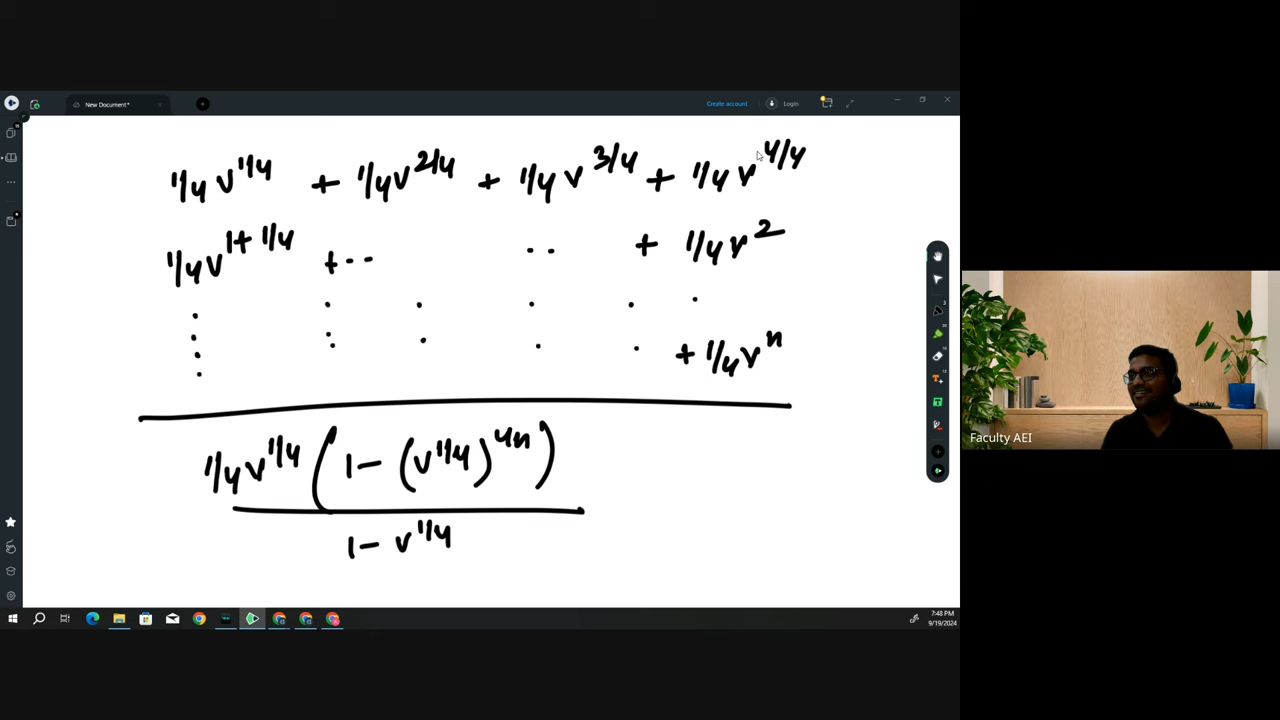 New Document*
Create account
Login
1/4 v^1/4 + 1/4 v^2/4 + 1/4 v^3/4 + 1/4 v^4/4
1/4 v^1+1/4 + .. .. + 1/4 v^2
+ 1/4 v^n
1/4 v^1/4 (1 - (v^1/4)^4n)
1 - v^1/4
Faculty AEI
7:48 PM
9/19/2024